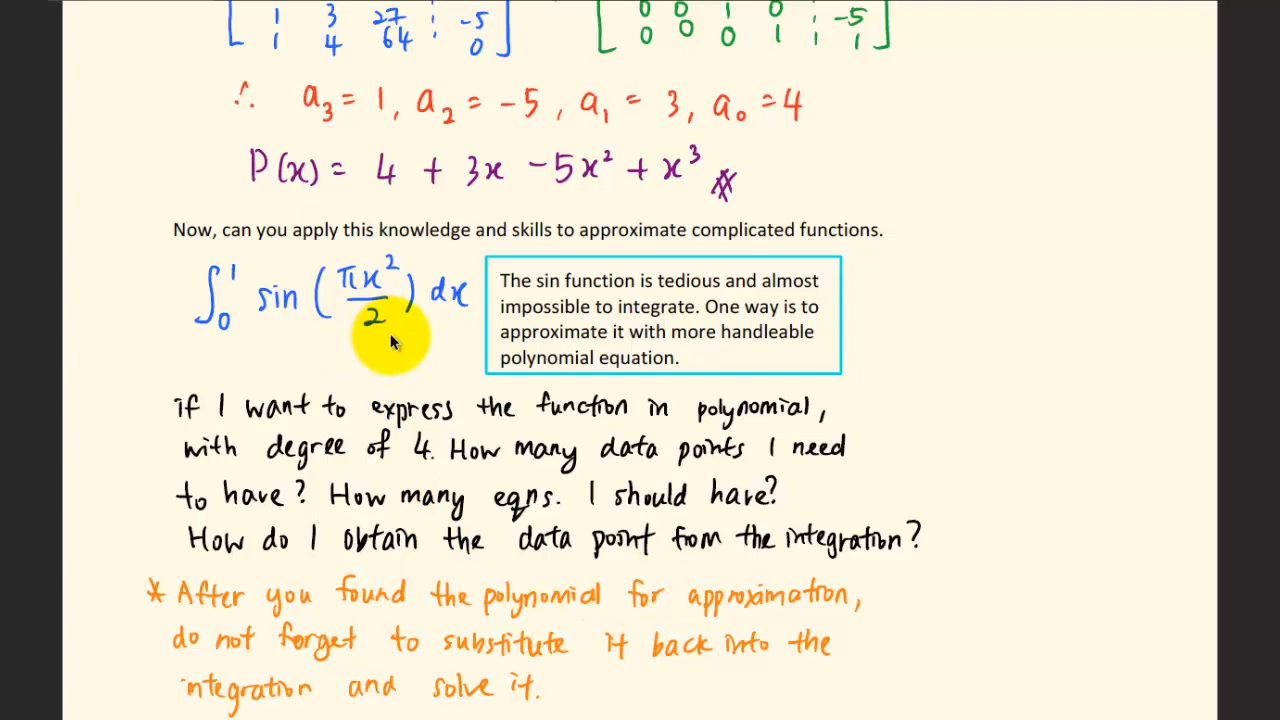 1 3 27 ⋮ -5
1 4 64 ⋮ 0
0 0 1 0 ⋮ -5
0 0 0 1 ⋮ 1
∴ a₃ = 1, a₂ = -5, a₁ = 3, a₀ = 4
P(x) = 4 + 3x - 5x² + x³
Now, can you apply this knowledge and skills to approximate complicated functions.
∫₀¹ sin (πx²/2) dx
The sin function is tedious and almost
impossible to integrate. One way is to
approximate it with more handleable
polynomial equation.
if I want to express the function in polynomial,
with degree of 4. How many data points I need
to have? How many eqns. I should have?
How do I obtain the data point from the integration?
* After you found the polynomial for approximation,
do not forget to substitute it back into the
integration and solve it.